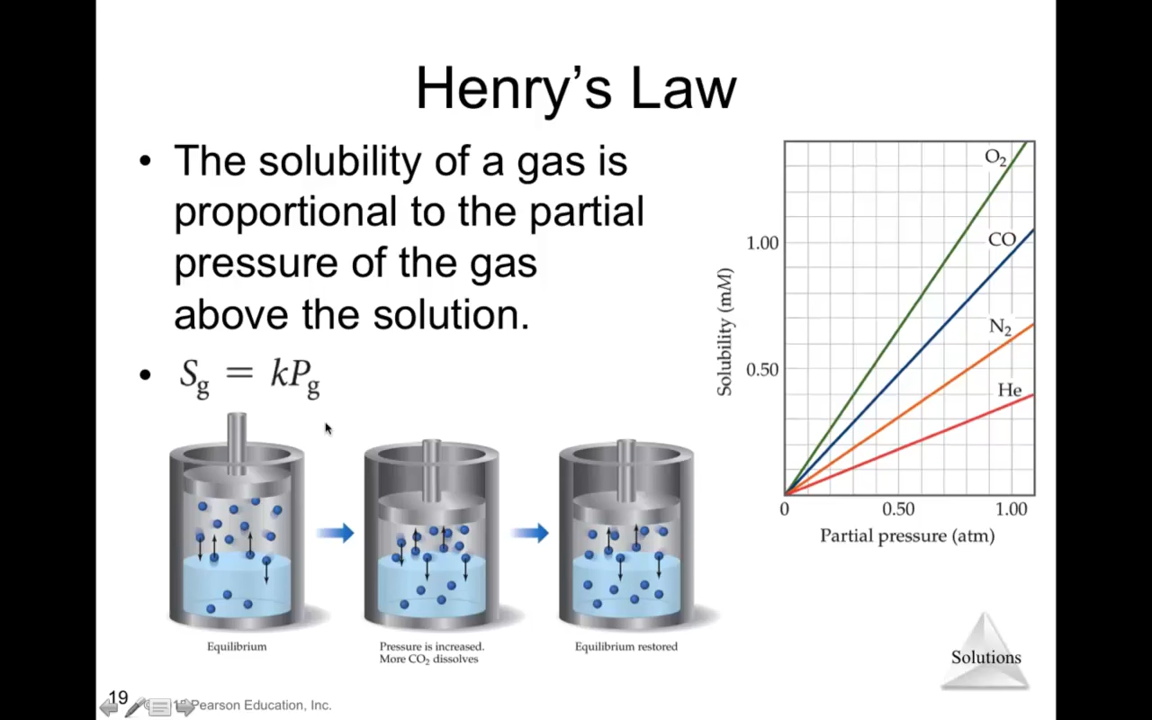 Henry's Law
• The solubility of a gas is
proportional to the partial
pressure of the gas
above the solution.
• Sg = kPg
Equilibrium
Pressure is increased.
More CO₂ dissolves
Equilibrium restored
O₂
CO
N₂
He
1.00
0.50
Solubility (mM)
0
0.50
1.00
Partial pressure (atm)
Solutions
19
Pearson Education, Inc.